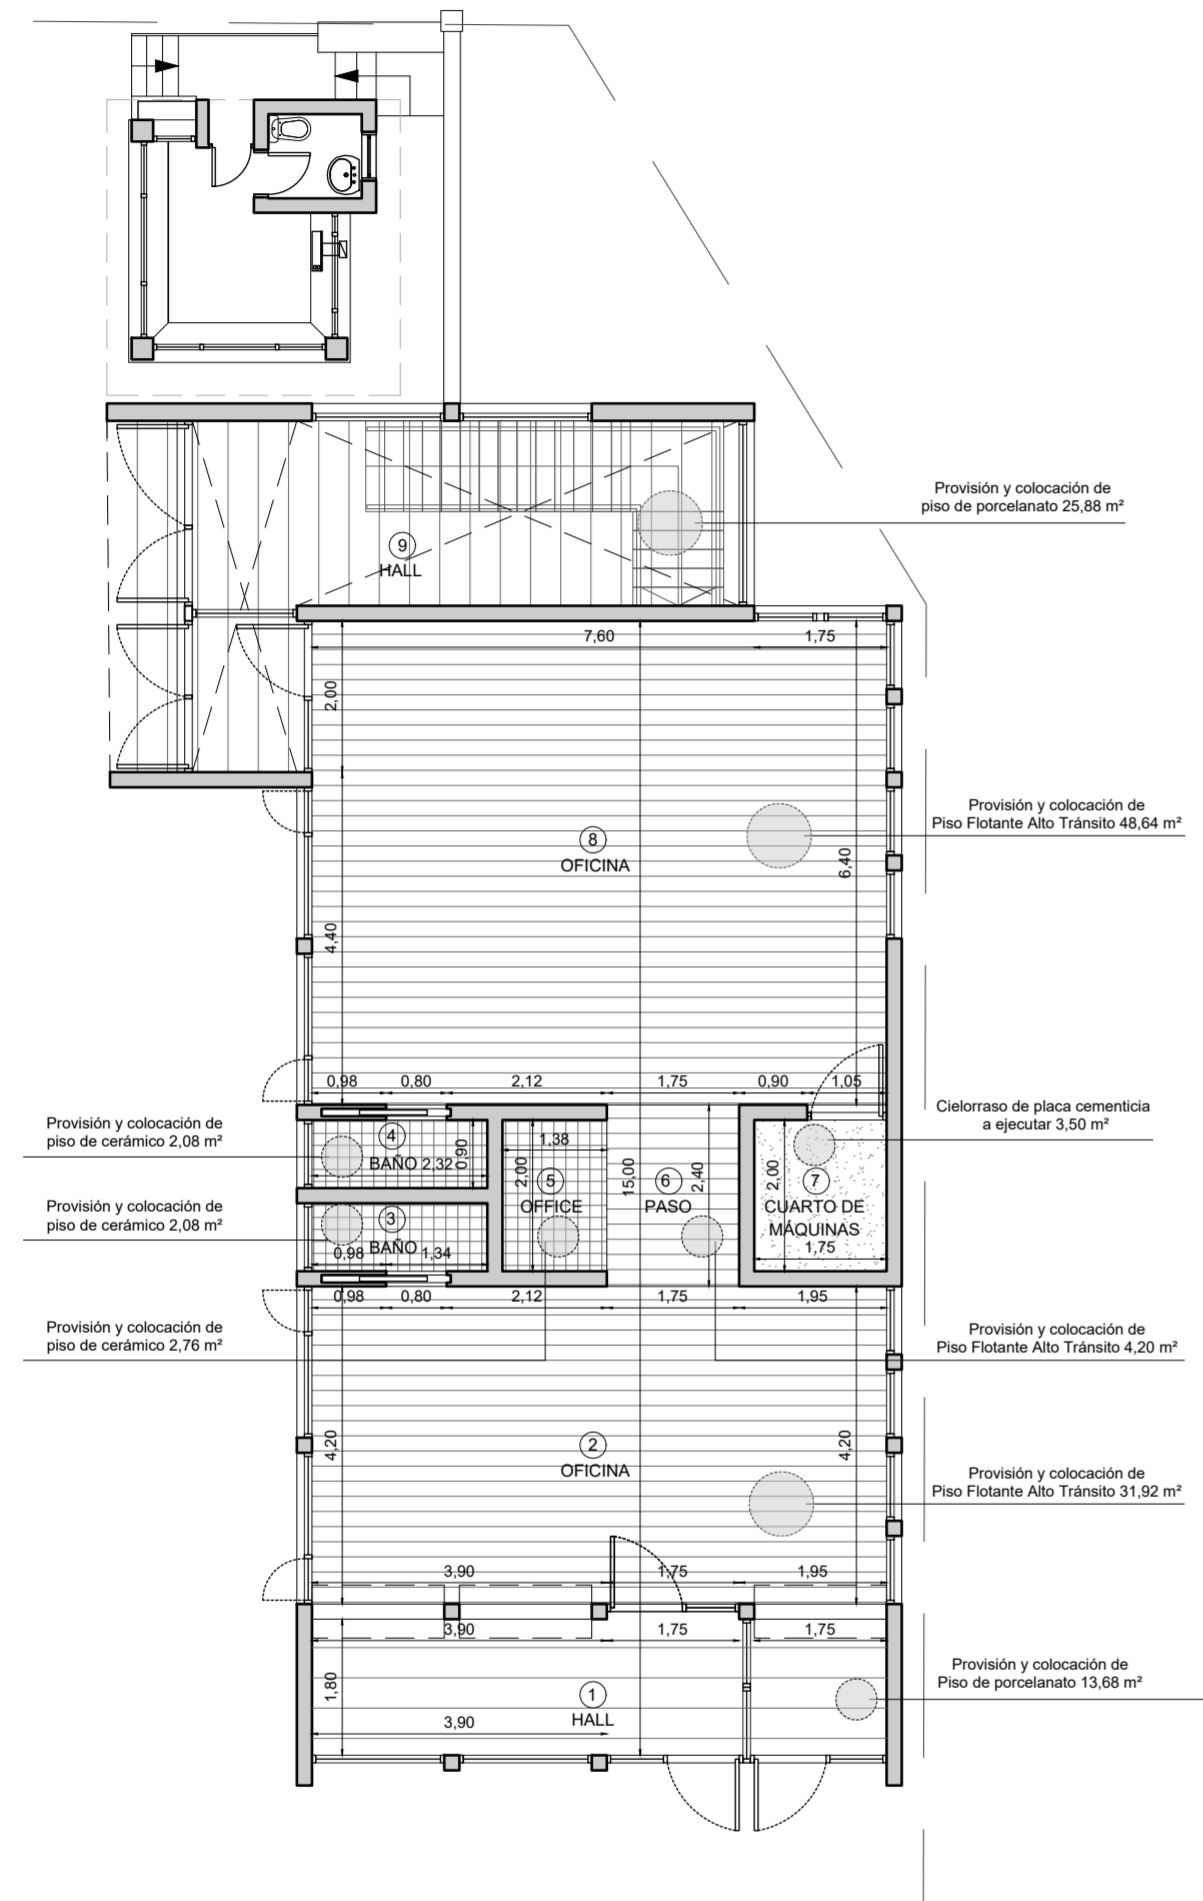 Provisión y colocación de
piso de porcelanato 25,88 m²
9
HALL
7,60
1,75
2,00
Provisión y colocación de
Piso Flotante Alto Tránsito 48,64 m²
8
OFICINA
6,40
4,40
0,98
0,80
2,12
1,75
0,90
1,05
Provisión y colocación de
piso de cerámico 2,08 m²
4
BAÑO
2,32
0,90
1,38
2,00
5
OFFICE
15,00
6
PASO
2,40
2,00
7
CUARTO DE
MÁQUINAS
1,75
Cielorraso de placa cementicia
a ejecutar 3,50 m²
Provisión y colocación de
piso de cerámico 2,08 m²
3
BAÑO
0,98
1,34
0,98
0,80
2,12
1,75
1,95
Provisión y colocación de
piso de cerámico 2,76 m²
Provisión y colocación de
Piso Flotante Alto Tránsito 4,20 m²
4,20
2
OFICINA
4,20
Provisión y colocación de
Piso Flotante Alto Tránsito 31,92 m²
3,90
1,75
1,95
3,90
1,75
1,75
1,80
1
HALL
3,90
Provisión y colocación de
Piso de porcelanato 13,68 m²